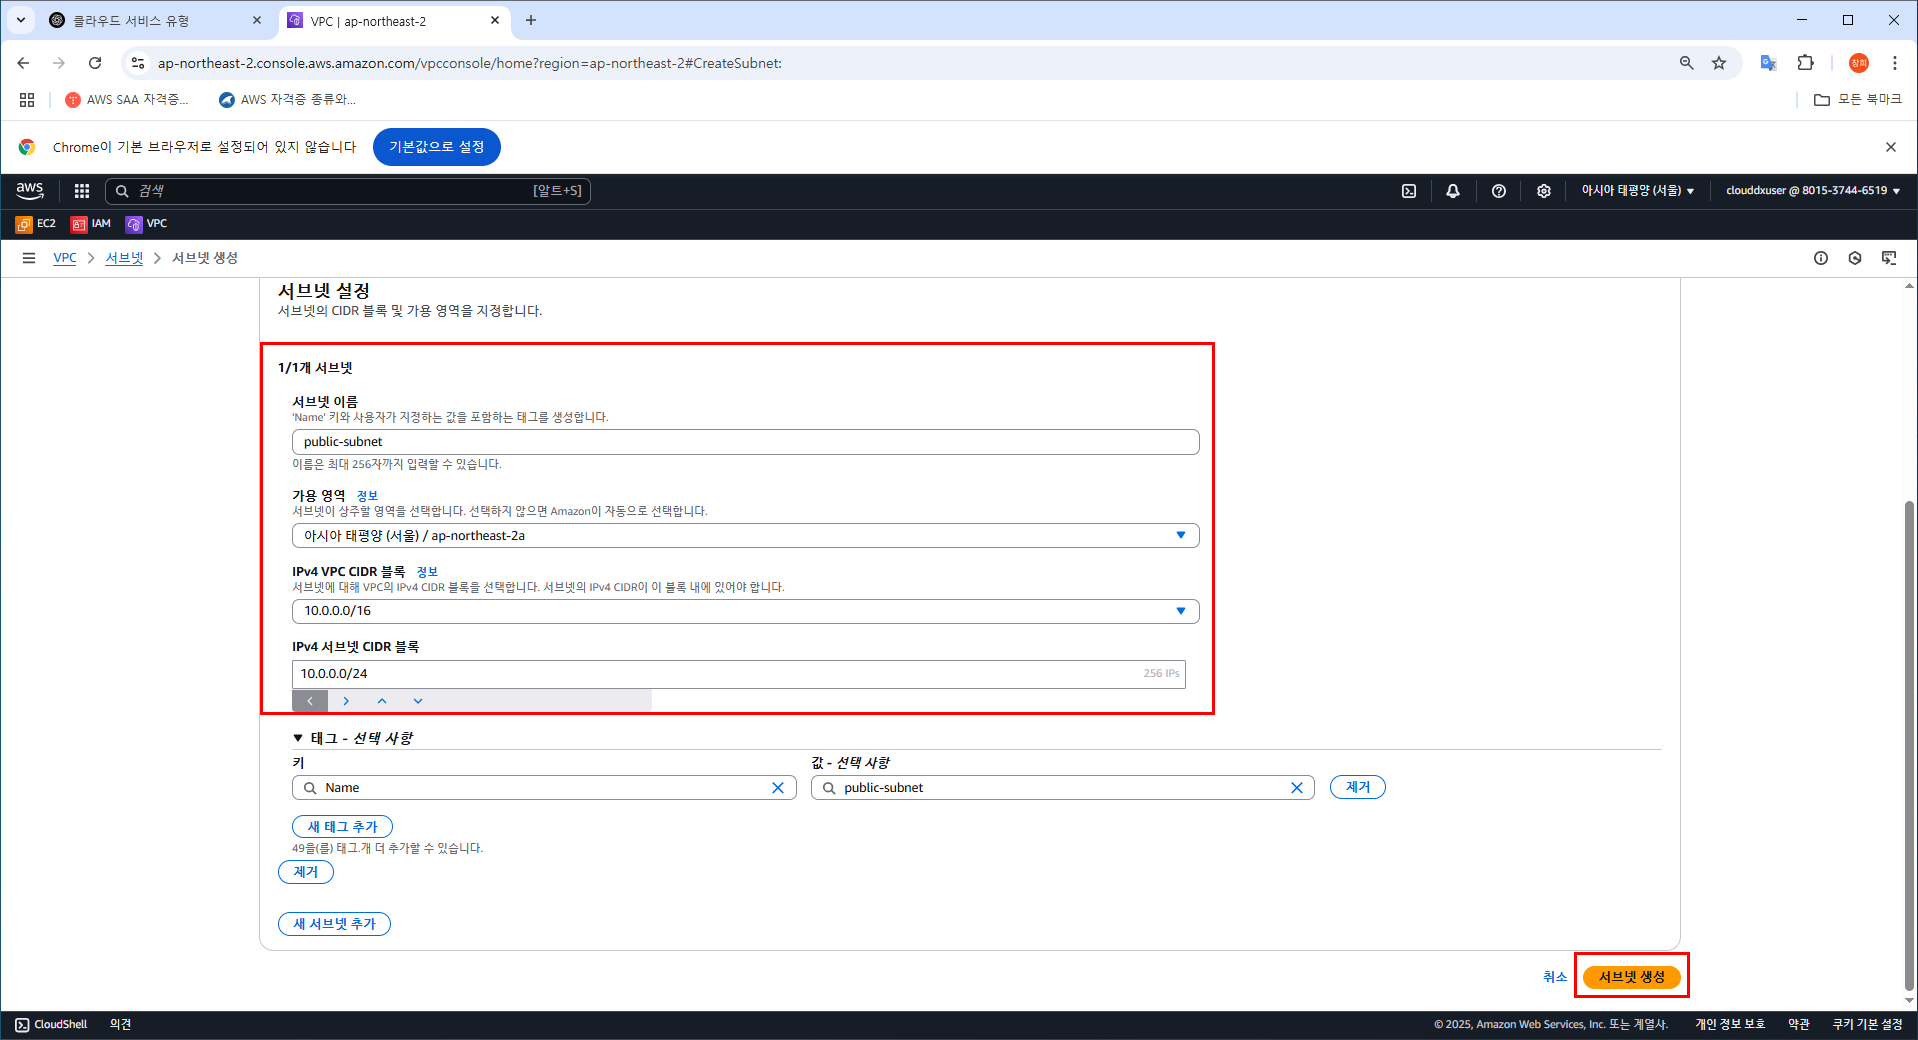 클라우드 서비스 유형
VPC | ap-northeast-2
ap-northeast-2.console.aws.amazon.com/vpcconsole/home?region=ap-northeast-2#CreateSubnet:
창희
AWS SAA 자격증...
AWS 자격증 종류와...
모든 북마크
Chrome이 기본 브라우저로 설정되어 있지 않습니다
기본값으로 설정
aws
검색
[알트+S]
아시아 태평양 (서울)
clouddxuser @ 8015-3744-6519
EC2
IAM
VPC
VPC
서브넷
서브넷 생성
서브넷 설정
서브넷의 CIDR 블록 및 가용 영역을 지정합니다.
1/1개 서브넷
서브넷 이름
'Name' 키와 사용자가 지정하는 값을 포함하는 태그를 생성합니다.
public-subnet
이름은 최대 256자까지 입력할 수 있습니다.
가용 영역 정보
서브넷이 상주할 영역을 선택합니다. 선택하지 않으면 Amazon이 자동으로 선택합니다.
아시아 태평양 (서울) / ap-northeast-2a
IPv4 VPC CIDR 블록 정보
서브넷에 대해 VPC의 IPv4 CIDR 블록을 선택합니다. 서브넷의 IPv4 CIDR이 이 블록 내에 있어야 합니다.
10.0.0.0/16
IPv4 서브넷 CIDR 블록
10.0.0.0/24
256 IPs
태그 - 선택 사항
키
값 - 선택 사항
Name
public-subnet
제거
새 태그 추가
49을(를) 태그.개 더 추가할 수 있습니다.
제거
새 서브넷 추가
취소
서브넷 생성
CloudShell
의견
© 2025, Amazon Web Services, Inc. 또는 계열사.
개인 정보 보호
약관
쿠키 기본 설정